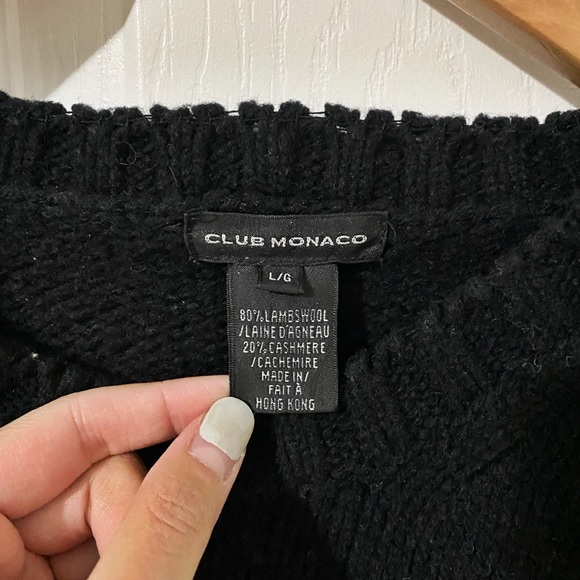 CLUB MONACO
L/G
80% LAMBSWOOL
/LAINE D'AGNEAU
20% CASHMERE
/CACHEMIRE
MADE IN/
FAIT À
HONG KONG